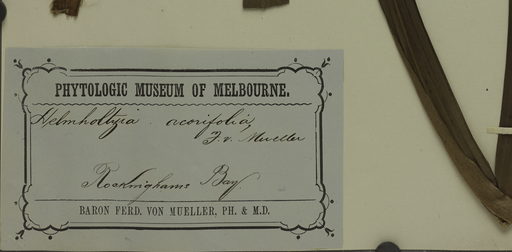 PHYTOLOGIC MUSEUM OF MELBOURNE.
Helmholtzia acorifolia,
F. v. Mueller
Rockinghams Bay
BARON FERD. VON MUELLER, PH. & M.D.